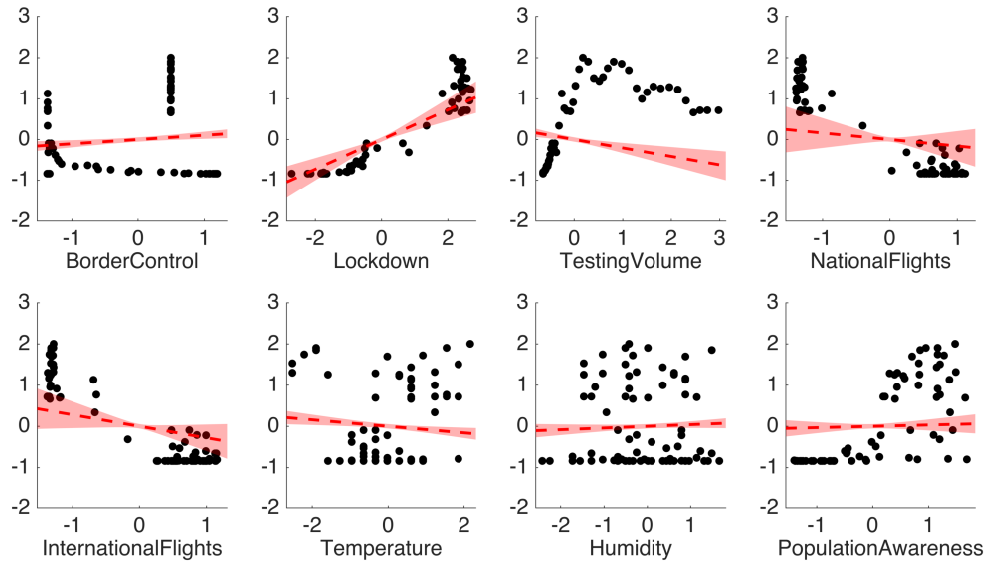 3 3 3 3
2 2 2 2
1 1 1 1
0 0 0 0
-1 -1 -1 -1
-2 -2 -2 -2
-1 0 1 -2 0 2 0 1 2 3 -1 0 1
BorderControl Lockdown TestingVolume NationalFlights
3 3 3 3
2 2 2 2
1 1 1 1
0 0 0 0
-1 -1 -1 -1
-2 -2 -2 -2
-1 0 1 -2 0 2 -2 -1 0 1 -1 0 1
InternationalFlights Temperature Humidity PopulationAwareness